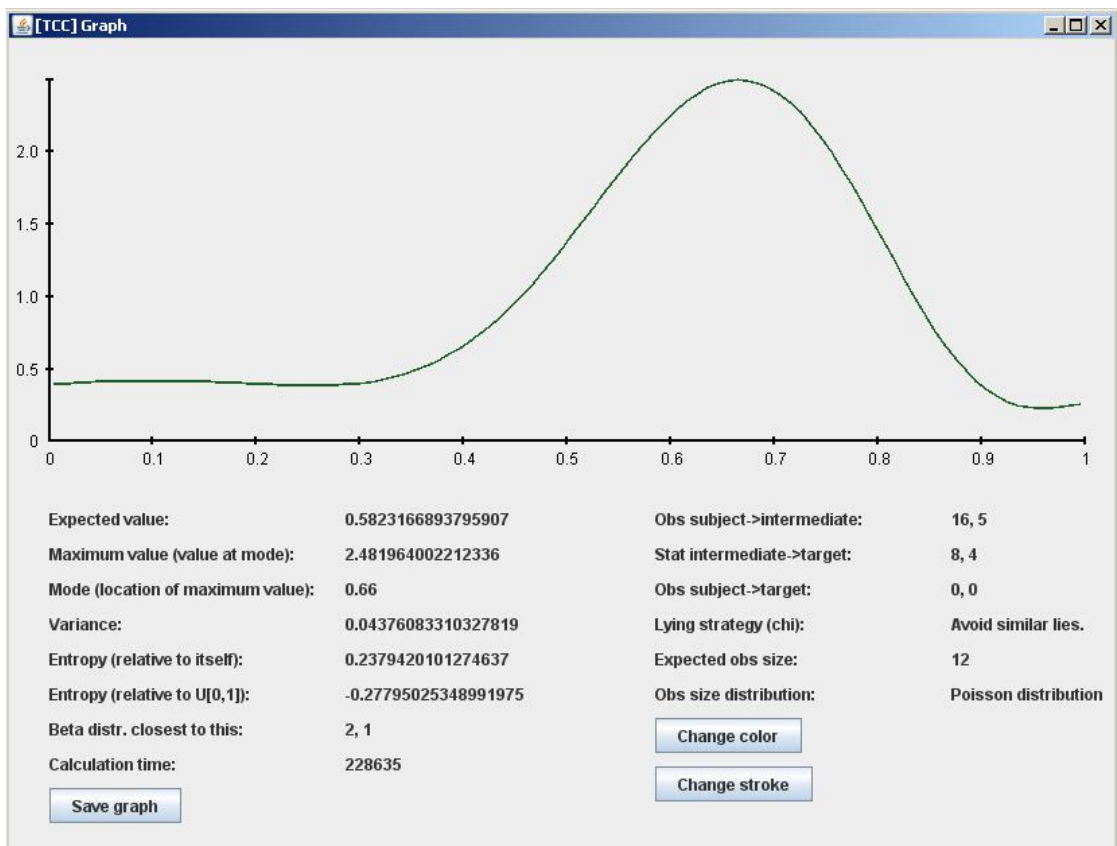 [TCC] Graph
2.0
1.5
1.0
0.5
0
0 0.1 0.2 0.3 0.4 0.5 0.6 0.7 0.8 0.9 1
Expected value: 0.5823166893795907
Maximum value (value at mode): 2.481964002212336
Mode (location of maximum value): 0.66
Variance: 0.04376083310327819
Entropy (relative to itself): 0.2379420101274637
Entropy (relative to U[0,1]): -0.27795025348991975
Beta distr. closest to this: 2, 1
Calculation time: 228635
Save graph
Obs subject->intermediate: 16, 5
Stat intermediate->target: 8, 4
Obs subject->target: 0, 0
Lying strategy (chi): Avoid similar lies.
Expected obs size: 12
Obs size distribution: Poisson distribution
Change color
Change stroke